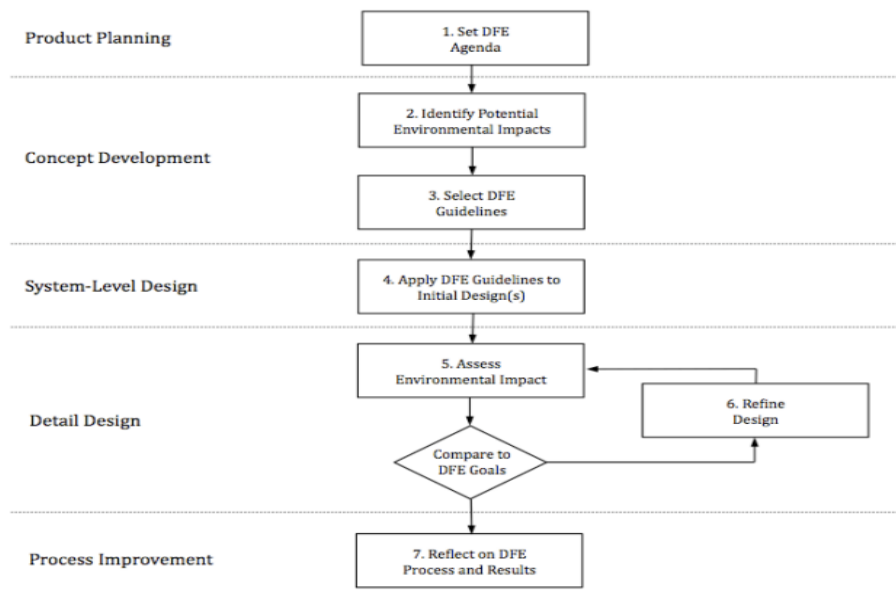 Product Planning
1. Set DFE
Agenda
2. Identify Potential
Environmental Impacts
Concept Development
3. Select DFE
Guidelines
System-Level Design
4. Apply DFE Guidelines to
Initial Design(s)
5. Assess
Environmental Impact
6. Refine
Design
Detail Design
Compare to
DFE Goals
Process Improvement
7. Reflect on DFE
Process and Results